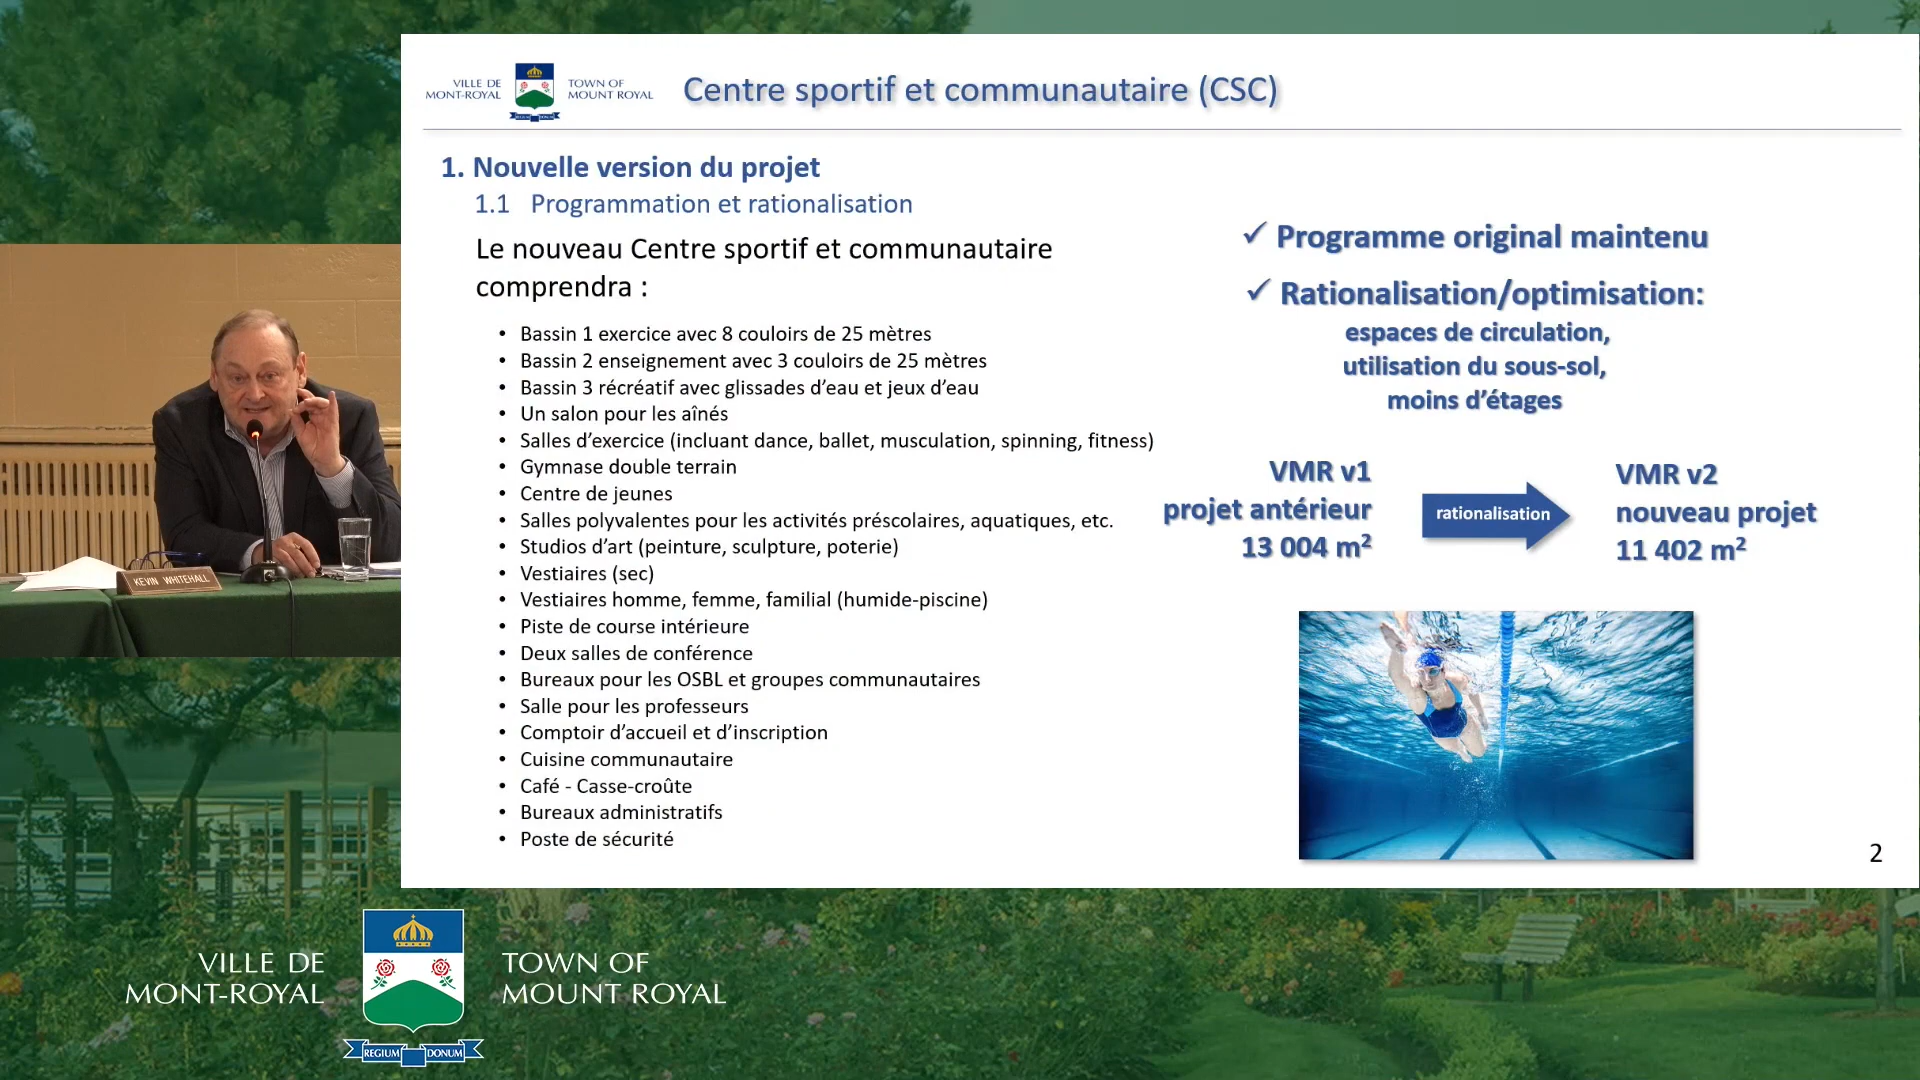 VILLE DE
MONT-ROYAL
TOWN OF
MOUNT ROYAL
Centre sportif et communautaire (CSC)
1. Nouvelle version du projet
1.1 Programmation et rationalisation
Le nouveau Centre sportif et communautaire
comprendra :
• Bassin 1 exercice avec 8 couloirs de 25 mètres
• Bassin 2 enseignement avec 3 couloirs de 25 mètres
• Bassin 3 récréatif avec glissades d’eau et jeux d’eau
• Un salon pour les aînés
• Salles d’exercice (incluant dance, ballet, musculation, spinning, fitness)
• Gymnase double terrain
• Centre de jeunes
• Salles polyvalentes pour les activités préscolaires, aquatiques, etc.
• Studios d’art (peinture, sculpture, poterie)
• Vestiaires (sec)
• Vestiaires homme, femme, familial (humide-piscine)
• Piste de course intérieure
• Deux salles de conférence
• Bureaux pour les OSBL et groupes communautaires
• Salle pour les professeurs
• Comptoir d’accueil et d’inscription
• Cuisine communautaire
• Café - Casse-croûte
• Bureaux administratifs
• Poste de sécurité
✓ Programme original maintenu
✓ Rationalisation/optimisation:
espaces de circulation,
utilisation du sous-sol,
moins d’étages
VMR v1
projet antérieur
13 004 m²
rationalisation
VMR v2
nouveau projet
11 402 m²
2
KEVIN WHITEHALL
VILLE DE
MONT-ROYAL
TOWN OF
MOUNT ROYAL
REGIUM DONUM